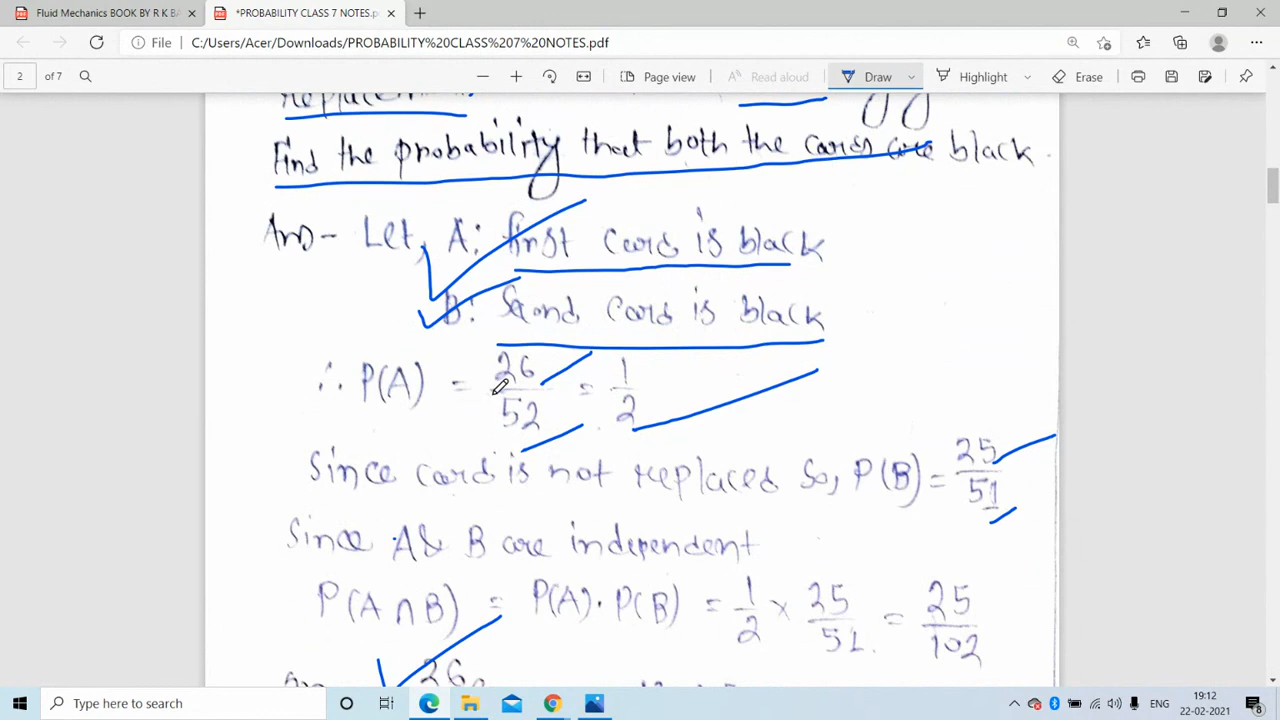 Fluid Mechanics BOOK BY R K BA
*PROBABILITY CLASS 7 NOTES.p
File C:/Users/Acer/Downloads/PROBABILITY%20CLASS%207%20NOTES.pdf
2 of 7 Page view Read aloud Draw Highlight Erase
replacement.
Find the probability that both the cards are black.
Ans- Let, A: first card is black
B: Second card is black
∴ P(A) = 26/52 = 1/2
Since card is not replaced So, P(B) = 25/51
Since A & B are independent
P(A∩B) = P(A)·P(B) = 1/2 × 25/51 = 25/102
26
Type here to search
ENG
19:12
22-02-2021
8